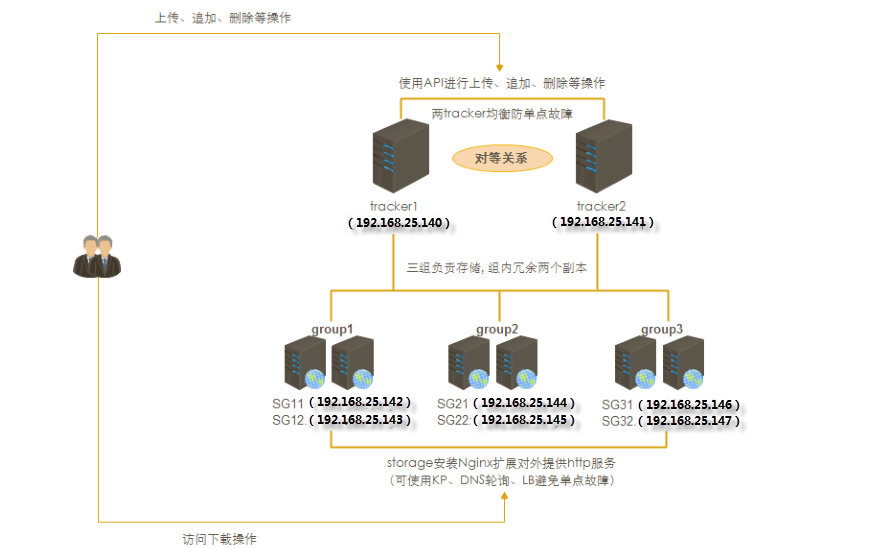 上传、追加、删除等操作
使用API进行上传、追加、删除等操作
两tracker均衡防单点故障
对等关系
tracker1
（192.168.25.140）
tracker2
（192.168.25.141）
三组负责存储, 组内冗余两个副本
group1
group2
group3
SG11（192.168.25.142）
SG12.（192.168.25.143）
SG21（192.168.25.144）
SG22:（192.168.25.145）
SG31（192.168.25.146）
SG32.（192.168.25.147）
storage安装Nginx扩展对外提供http服务
（可使用KP、DNS轮询、LB避免单点故障）
访问下载操作